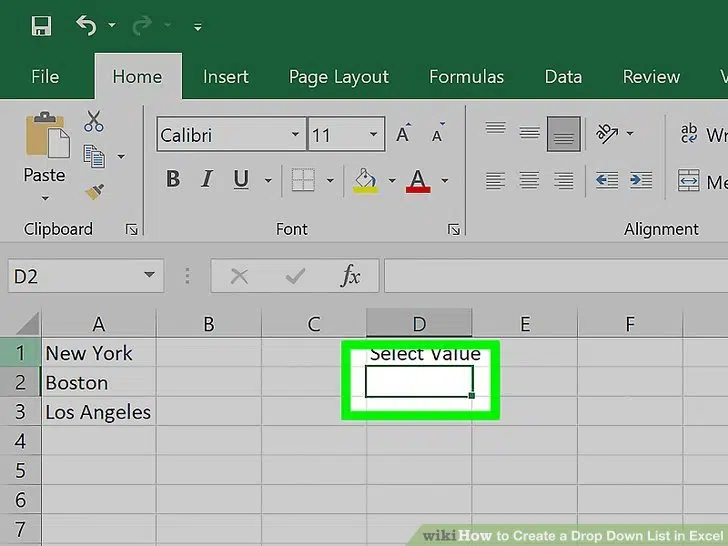 File Home Insert Page Layout Formulas Data Review V
Calibri 11 A A ab Wr
Paste B I U A Me
Clipboard Font Alignment
D2 fx
A B C D E F
1 New York Select Value
2 Boston
3 Los Angeles
4
5
6
7
wikiHow to Create a Drop Down List in Excel